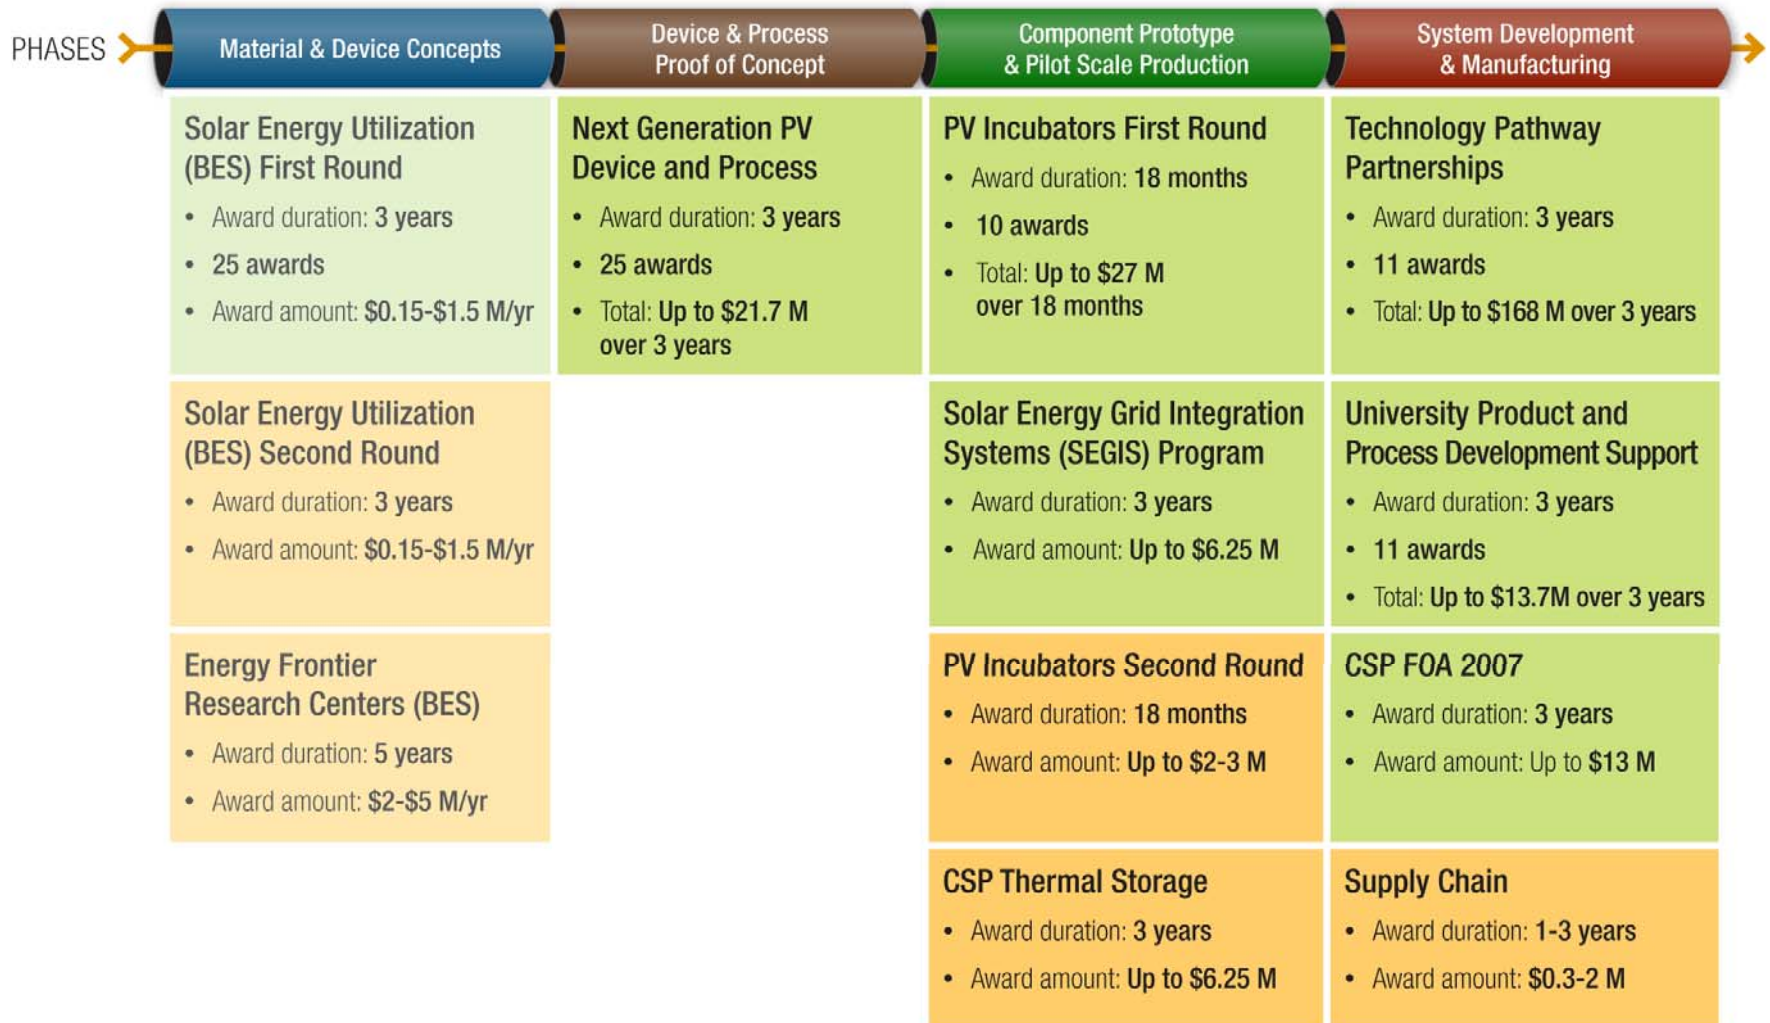 PHASES
Material & Device Concepts
Device & Process
Proof of Concept
Component Prototype
& Pilot Scale Production
System Development
& Manufacturing
Solar Energy Utilization
(BES) First Round
• Award duration: 3 years
• 25 awards
• Award amount: $0.15-$1.5 M/yr
Solar Energy Utilization
(BES) Second Round
• Award duration: 3 years
• Award amount: $0.15-$1.5 M/yr
Energy Frontier
Research Centers (BES)
• Award duration: 5 years
• Award amount: $2-$5 M/yr
Next Generation PV
Device and Process
• Award duration: 3 years
• 25 awards
• Total: Up to $21.7 M
over 3 years
PV Incubators First Round
• Award duration: 18 months
• 10 awards
• Total: Up to $27 M
over 18 months
Solar Energy Grid Integration
Systems (SEGIS) Program
• Award duration: 3 years
• Award amount: Up to $6.25 M
PV Incubators Second Round
• Award duration: 18 months
• Award amount: Up to $2-3 M
CSP Thermal Storage
• Award duration: 3 years
• Award amount: Up to $6.25 M
Technology Pathway
Partnerships
• Award duration: 3 years
• 11 awards
• Total: Up to $168 M over 3 years
University Product and
Process Development Support
• Award duration: 3 years
• 11 awards
• Total: Up to $13.7M over 3 years
CSP FOA 2007
• Award duration: 3 years
• Award amount: Up to $13 M
Supply Chain
• Award duration: 1-3 years
• Award amount: $0.3-2 M